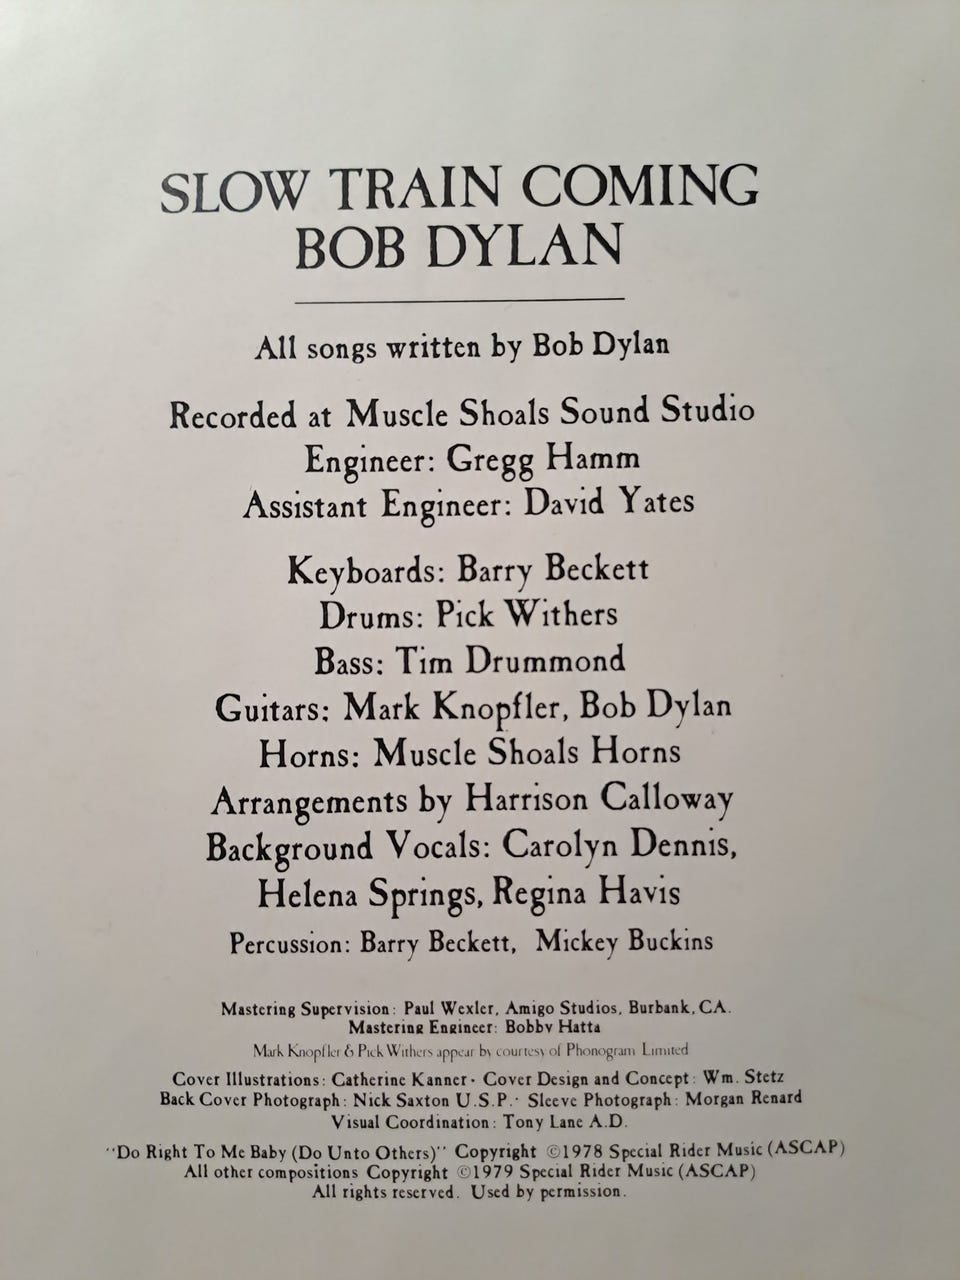 SLOW TRAIN COMING
BOB DYLAN
All songs written by Bob Dylan
Recorded at Muscle Shoals Sound Studio
Engineer: Gregg Hamm
Assistant Engineer: David Yates
Keyboards: Barry Beckett
Drums: Pick Withers
Bass: Tim Drummond
Guitars: Mark Knopfler, Bob Dylan
Horns: Muscle Shoals Horns
Arrangements by Harrison Calloway
Background Vocals: Carolyn Dennis,
Helena Springs, Regina Havis
Percussion: Barry Beckett, Mickey Buckins
Mastering Supervision: Paul Wexler, Amigo Studios, Burbank, CA.
Mastering Engineer: Bobby Hatta
Mark Knopfler & Pick Withers appear by courtesy of Phonogram Limited
Cover Illustrations: Catherine Kanner · Cover Design and Concept: Wm. Stetz
Back Cover Photograph: Nick Saxton U.S.P. · Sleeve Photograph: Morgan Renard
Visual Coordination: Tony Lane A.D.
"Do Right To Me Baby (Do Unto Others)" Copyright ©1978 Special Rider Music (ASCAP)
All other compositions Copyright ©1979 Special Rider Music (ASCAP)
All rights reserved. Used by permission.